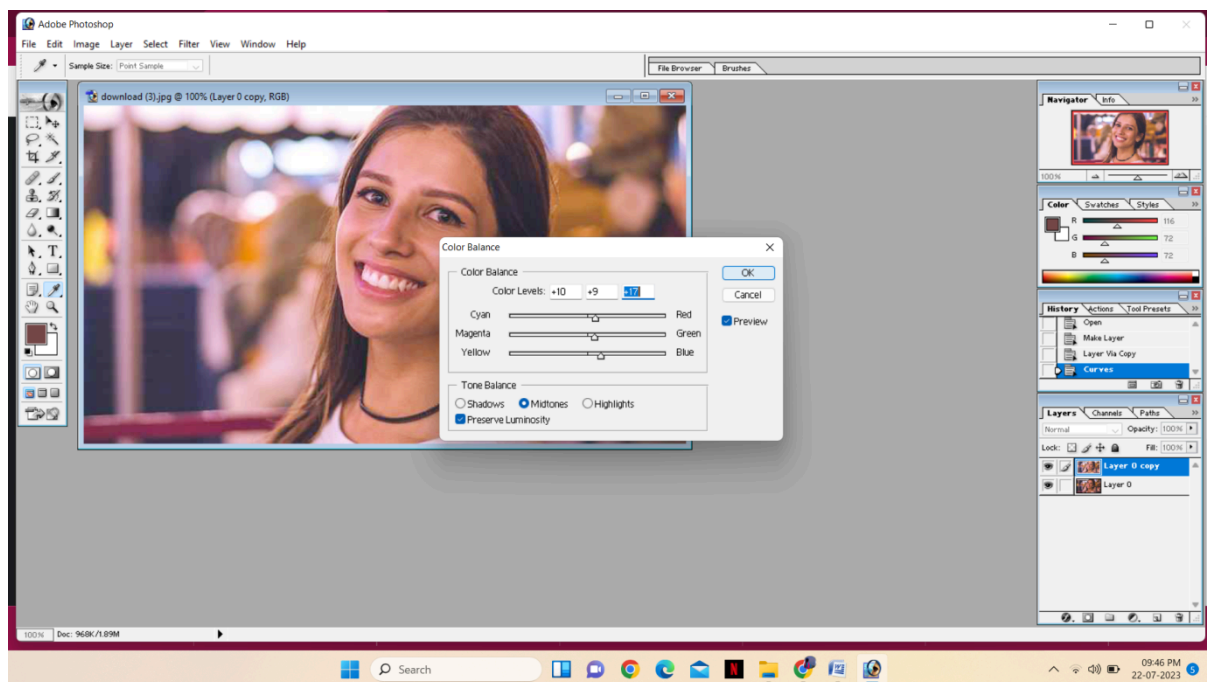 Adobe Photoshop
File Edit Image Layer Select Filter View Window Help
Sample Size: Point Sample
File Browser Brushes
download (3).jpg @ 100% (Layer 0 copy, RGB)
Color Balance
Color Balance
Color Levels: +10 +9 +17
Cyan Red
Magenta Green
Yellow Blue
Tone Balance
Shadows Midtones Highlights
Preserve Luminosity
OK
Cancel
Preview
Navigator Info
100%
Color Swatches Styles
R 116
G 72
B 72
History Actions Tool Presets
Open
Make Layer
Layer Via Copy
Curves
Layers Channels Paths
Normal Opacity: 100%
Lock: Fill: 100%
Layer 0 copy
Layer 0
100% Doc: 968K/1.89M
Search
09:46 PM
22-07-2023
5